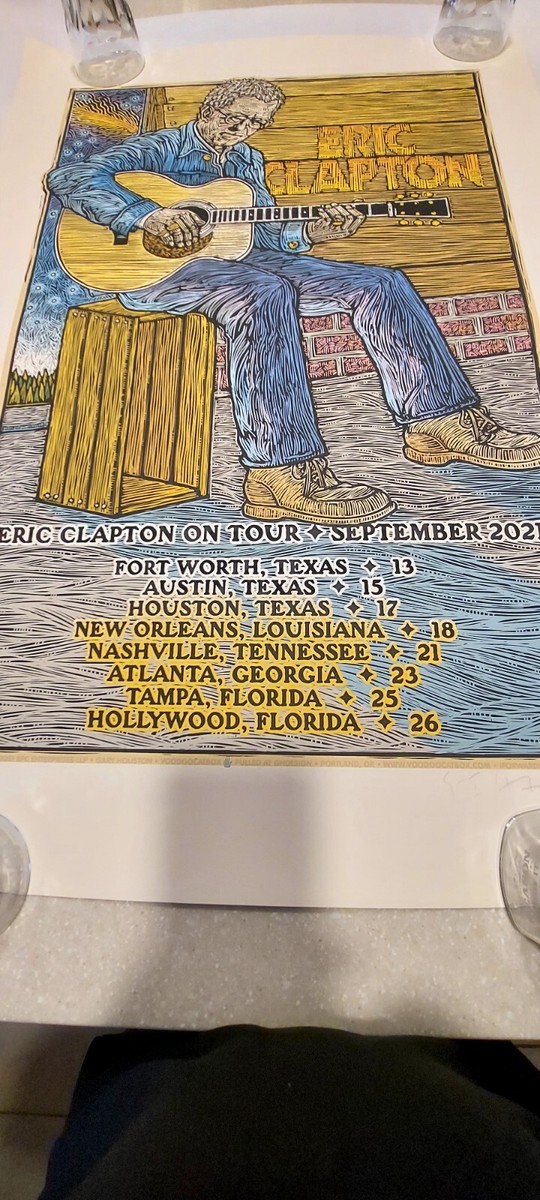 ERIC
CLAPTON
ERIC CLAPTON ON TOUR ✦ SEPTEMBER 2021
FORT WORTH, TEXAS ✦ 13
AUSTIN, TEXAS ✦ 15
HOUSTON, TEXAS ✦ 17
NEW ORLEANS, LOUISIANA ✦ 18
NASHVILLE, TENNESSEE ✦ 21
ATLANTA, GEORGIA ✦ 23
TAMPA, FLORIDA ✦ 25
HOLLYWOOD, FLORIDA ✦ 26